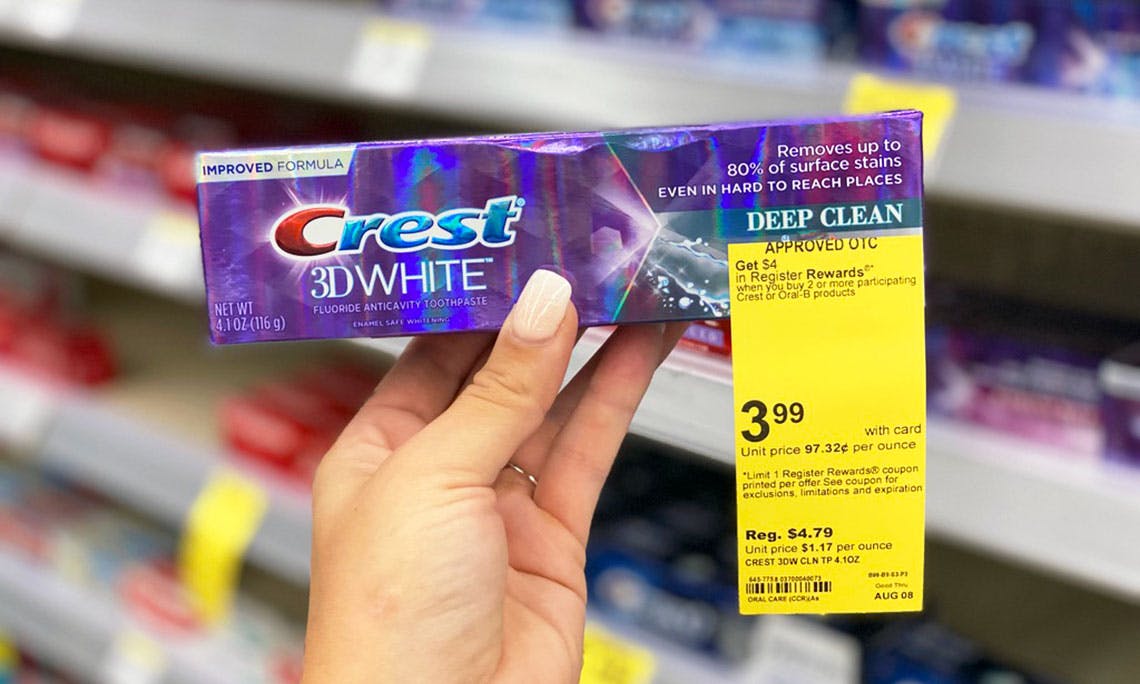 IMPROVED FORMULA
Crest
3D WHITE™
FLUORIDE ANTICAVITY TOOTHPASTE
ENAMEL SAFE WHITENING
NET WT
4.1 OZ (116 g)
Removes up to
80% of surface stains
EVEN IN HARD TO REACH PLACES
DEEP CLEAN
APPROVED OTC
Get $4
in Register Rewards®*
when you buy 2 or more participating
Crest or Oral-B products
3 99
with card
Unit price 97.32¢ per ounce
*Limit 1 Register Rewards® coupon
printed per offer See coupon for
exclusions, limitations and expiration
Reg. $4.79
Unit price $1.17 per ounce
CREST 3DW CLN TP 4.1OZ
Good Thru
ORAL CARE (CCR)(As
AUG 08
Crest